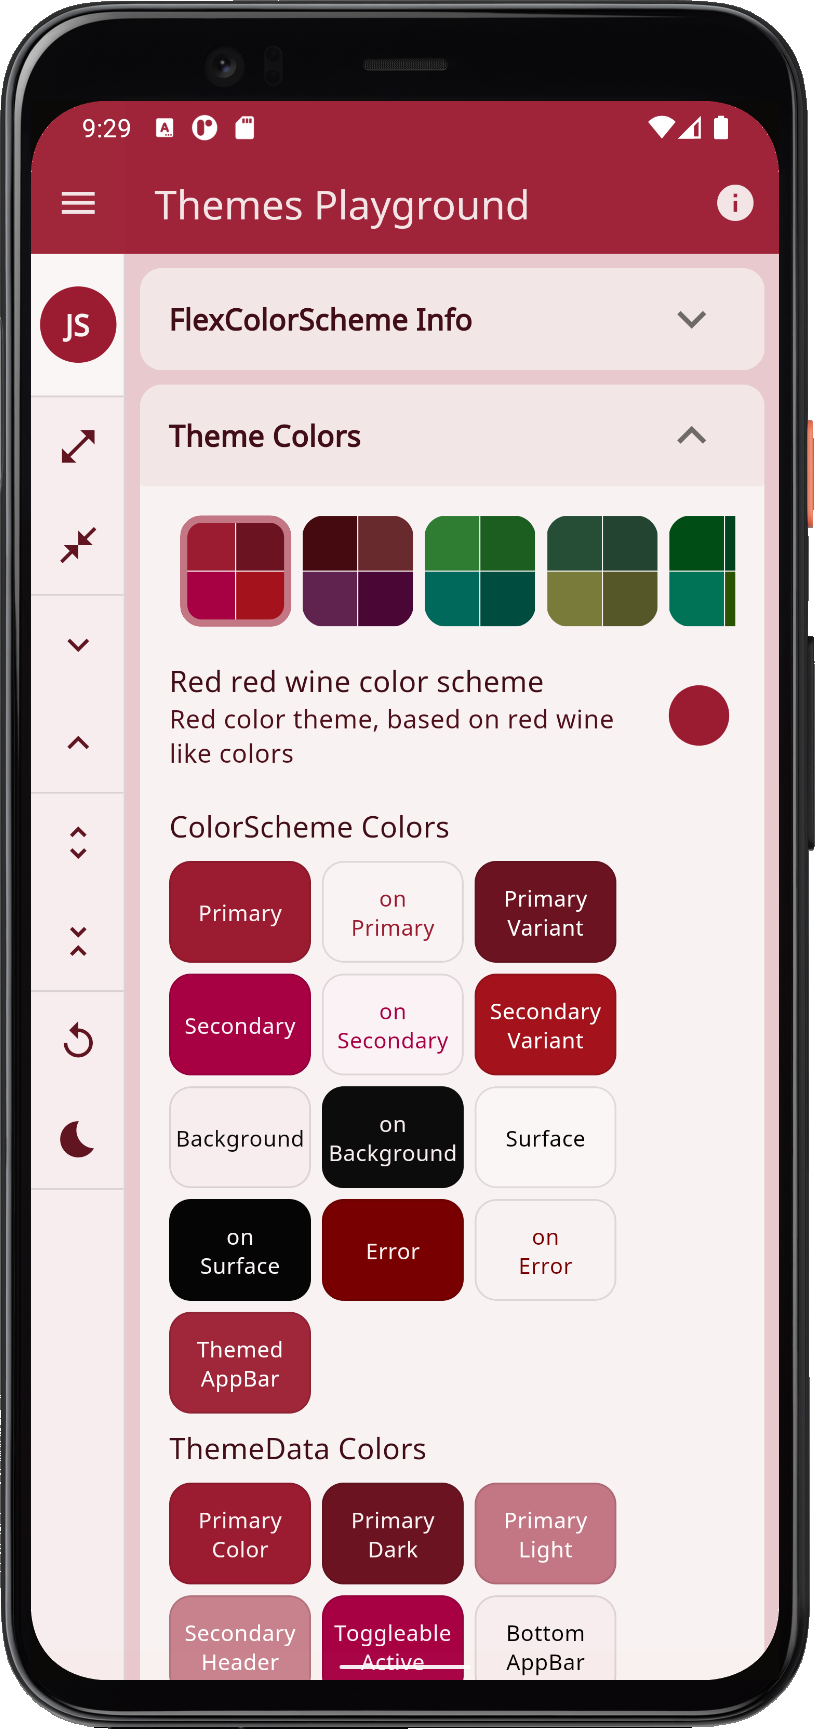 9:29
A
Themes Playground
i
JS
FlexColorScheme Info
Theme Colors
Red red wine color scheme
Red color theme, based on red wine
like colors
ColorScheme Colors
Primary
on
Primary
Primary
Variant
Secondary
on
Secondary
Secondary
Variant
Background
on
Background
Surface
on
Surface
Error
on
Error
Themed
AppBar
ThemeData Colors
Primary
Color
Primary
Dark
Primary
Light
Secondary
Header
Toggleable
Active
Bottom
AppBar